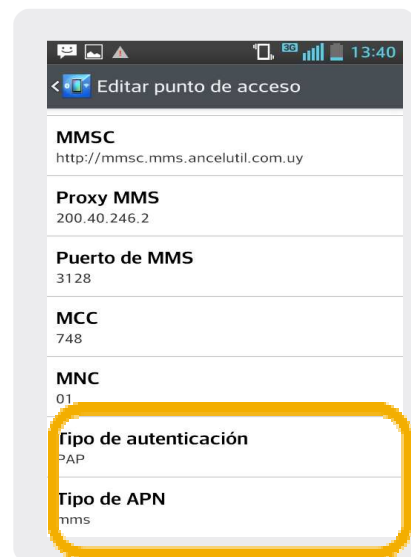 3G 13:40
Editar punto de acceso
MMSC
http://mmsc.mms.ancelutil.com.uy
Proxy MMS
200.40.246.2
Puerto de MMS
3128
MCC
748
MNC
01
Tipo de autenticación
PAP
Tipo de APN
mms